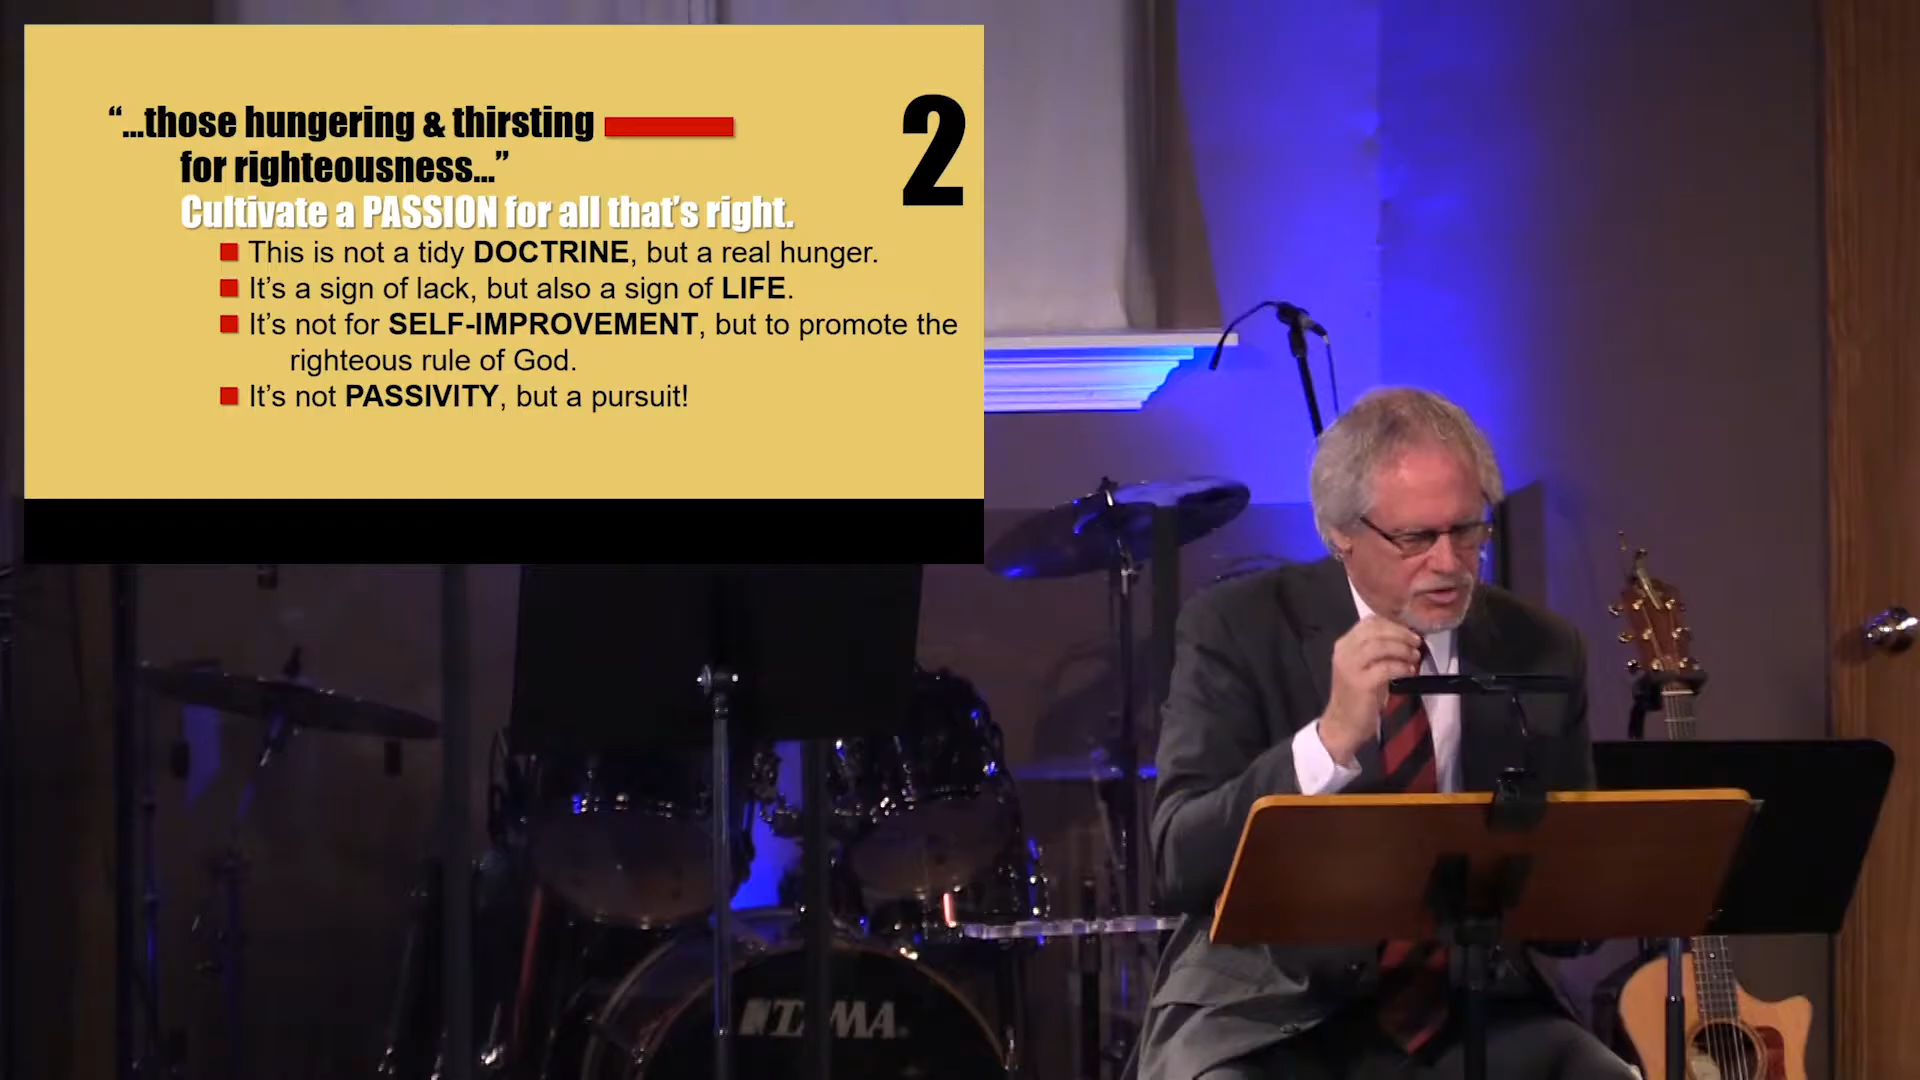 “...those hungering & thirsting
for righteousness...”
2
Cultivate a PASSION for all that’s right.
This is not a tidy DOCTRINE, but a real hunger.
It’s a sign of lack, but also a sign of LIFE.
It’s not for SELF-IMPROVEMENT, but to promote the
righteous rule of God.
It’s not PASSIVITY, but a pursuit!
TAMA